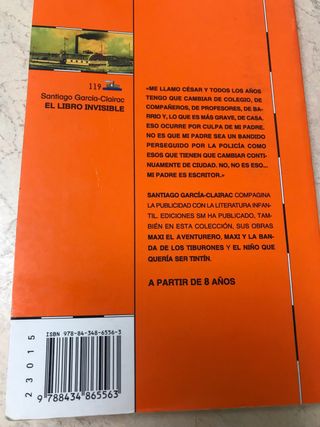 119
Santiago García-Clairac
EL LIBRO INVISIBLE
«ME LLAMO CÉSAR Y TODOS LOS AÑOS
TENGO QUE CAMBIAR DE COLEGIO, DE
COMPAÑEROS, DE PROFESORES, DE BA-
RRIO Y, LO QUE ES MÁS GRAVE, DE CASA.
ESO OCURRE POR CULPA DE MI PADRE.
NO ES QUE MI PADRE SEA UN BANDIDO
PERSEGUIDO POR LA POLICÍA COMO
ESOS QUE TIENEN QUE CAMBIAR CONTI-
NUAMENTE DE CIUDAD. NO, NO ES ESO...
MI PADRE ES ESCRITOR.»
SANTIAGO GARCÍA-CLAIRAC COMPAGINA
LA PUBLICIDAD CON LA LITERATURA INFAN-
TIL. EDICIONES SM HA PUBLICADO, TAM-
BIÉN EN ESTA COLECCIÓN, SUS OBRAS
MAXI EL AVENTURERO, MAXI Y LA BAN-
DA DE LOS TIBURONES Y EL NIÑO QUE
QUERÍA SER TINTÍN.
A PARTIR DE 8 AÑOS
ISBN 978-84-348-6556-3
9 788434 865563
23015